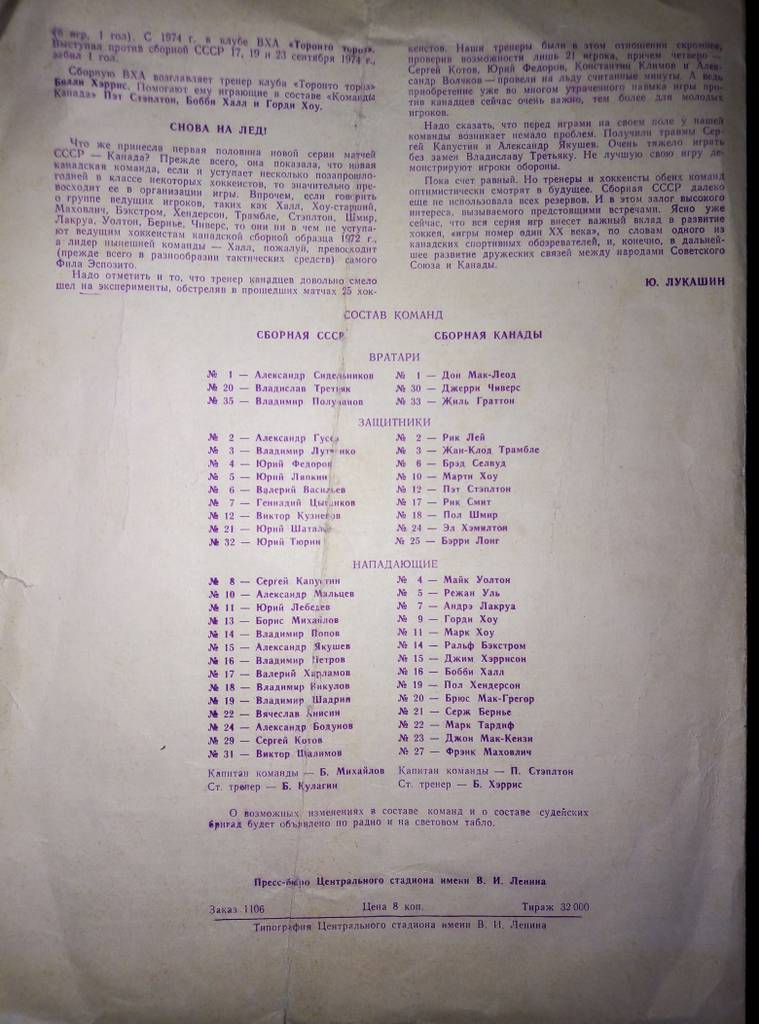 (6 игр, 1 гол). С 1974 г. в клубе ВХА «Торонто торос».
Выступал против сборной СССР 17, 19 и 23 сентября 1974 г.,
забил 1 гол.
Сборную ВХА возглавляет тренер клуба «Торонто торос»
Билли Хэррис. Помогают ему играющие в составе «Команды
Канада» Пэт Стэплтон, Бобби Халл и Горди Хоу.
СНОВА НА ЛЕД!
Что же принесла первая половина новой серии матчей
СССР — Канада? Прежде всего, она показала, что новая
канадская команда, если и уступает несколько позапрошло-
годней в классе некоторых хоккеистов, то значительно пре-
восходит ее в организации игры. Впрочем, если говорить
о группе ведущих игроков, таких как Халл, Хоу-старший,
Махович, Бэкстром, Хендерсон, Трамбле, Стэплтон, Шмир,
Лакруа, Уолтон, Бернье, Чиверс, то они ни в чем не уступа-
ют ведущим хоккеистам канадской сборной образца 1972 г.,
а лидер нынешней команды — Халл, пожалуй, превосходит
(прежде всего в разнообразии тактических средств) самого
Фила Эспозито.
Надо отметить и то, что тренер канадцев довольно смело
шел на эксперименты, обстреляв в прошедших матчах 25 хок-
кеистов. Наши тренеры были в этом отношении скромнее,
проверив возможности лишь 21 игрока, причем четверо —
Сергей Котов, Юрий Федоров, Константин Климов и Алек-
сандр Волчков — провели на льду считанные минуты. А ведь
приобретение уже во многом утраченного навыка игры про-
тив канадцев сейчас очень важно, тем более для молодых
игроков.
Надо сказать, что перед играми на своем поле у нашей
команды возникает немало проблем. Получили травмы Сер-
гей Капустин и Александр Якушев. Очень тяжело играть
без замен Владиславу Третьяку. Не лучшую свою игру де-
монстрируют игроки обороны.
Пока счет равный. Но тренеры и хоккеисты обеих команд
оптимистически смотрят в будущее. Сборная СССР далеко
еще не использовала всех резервов. И в этом залог высокого
интереса, вызываемого предстоящими встречами. Ясно уже
сейчас, что вся серия игр внесет важный вклад в развитие
хоккея, «игры номер один XX века», по словам одного из
канадских спортивных обозревателей, и, конечно, в дальней-
шее развитие дружеских связей между народами Советского
Союза и Канады.
Ю. ЛУКАШИН
СОСТАВ КОМАНД
СБОРНАЯ СССР СБОРНАЯ КАНАДЫ
ВРАТАРИ
№ 1 — Александр Сидельников № 1 — Дон Мак-Леод
№ 20 — Владислав Третьяк № 30 — Джерри Чиверс
№ 35 — Владимир Полупанов № 33 — Жиль Граттон
ЗАЩИТНИКИ
№ 2 — Александр Гусев № 2 — Рик Лей
№ 3 — Владимир Лутченко № 3 — Жан-Клод Трамбле
№ 4 — Юрий Федоров № 6 — Брэд Селвуд
№ 5 — Юрий Ляпкин № 10 — Марти Хоу
№ 6 — Валерий Васильев № 12 — Пэт Стэплтон
№ 7 — Геннадий Цыганков № 17 — Рик Смит
№ 12 — Виктор Кузнецов № 18 — Пол Шмир
№ 21 — Юрий Шаталов № 24 — Эл Хэмилтон
№ 32 — Юрий Тюрин № 25 — Бэрри Лонг
НАПАДАЮЩИЕ
№ 8 — Сергей Капустин № 4 — Майк Уолтон
№ 10 — Александр Мальцев № 5 — Режан Уль
№ 11 — Юрий Лебедев № 7 — Андрэ Лакруа
№ 13 — Борис Михайлов № 9 — Горди Хоу
№ 14 — Владимир Попов № 11 — Марк Хоу
№ 15 — Александр Якушев № 14 — Ральф Бэкстром
№ 16 — Владимир Петров № 15 — Джим Хэррисон
№ 17 — Валерий Харламов № 16 — Бобби Халл
№ 18 — Владимир Викулов № 19 — Пол Хендерсон
№ 19 — Владимир Шадрин № 20 — Брюс Мак-Грегор
№ 22 — Вячеслав Анисин № 21 — Серж Бернье
№ 24 — Александр Бодунов № 22 — Марк Тардиф
№ 29 — Сергей Котов № 23 — Джон Мак-Кензи
№ 31 — Виктор Шалимов № 27 — Фрэнк Махович
Капитан команды — Б. Михайлов Капитан команды — П. Стэплтон
Ст. тренер — Б. Кулагин Ст. тренер — Б. Хэррис
О возможных изменениях в составе команд и о составе судейских
бригад будет объявлено по радио и на световом табло.
Пресс-бюро Центрального стадиона имени В. И. Ленина
Заказ 1106 Цена 8 коп. Тираж 32 000
Типография Центрального стадиона имени В. И. Ленина